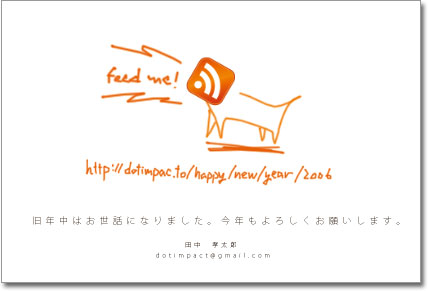 feed me!
http://dotimpac.to/happy/new/year/2006
旧年中はお世話になりました。今年もよろしくお願いします。
田中 孝太郎
dotimpact@gmail.com